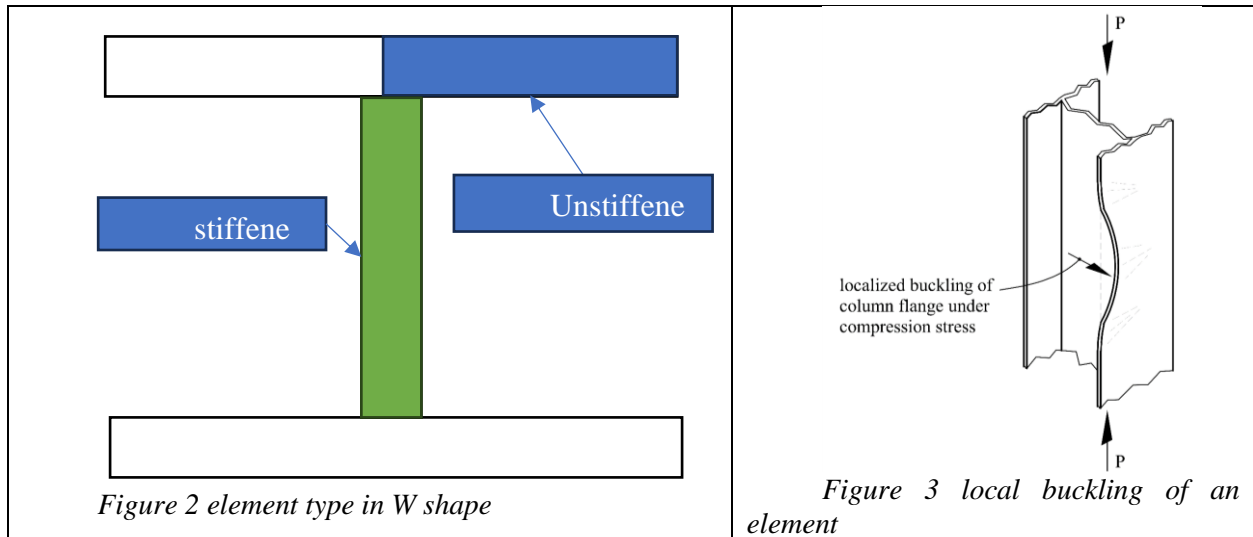 Unstiffene
stiffene
Figure 2 element type in W shape
P
localized buckling of
column flange under
compression stress
P
Figure 3 local buckling of an
element